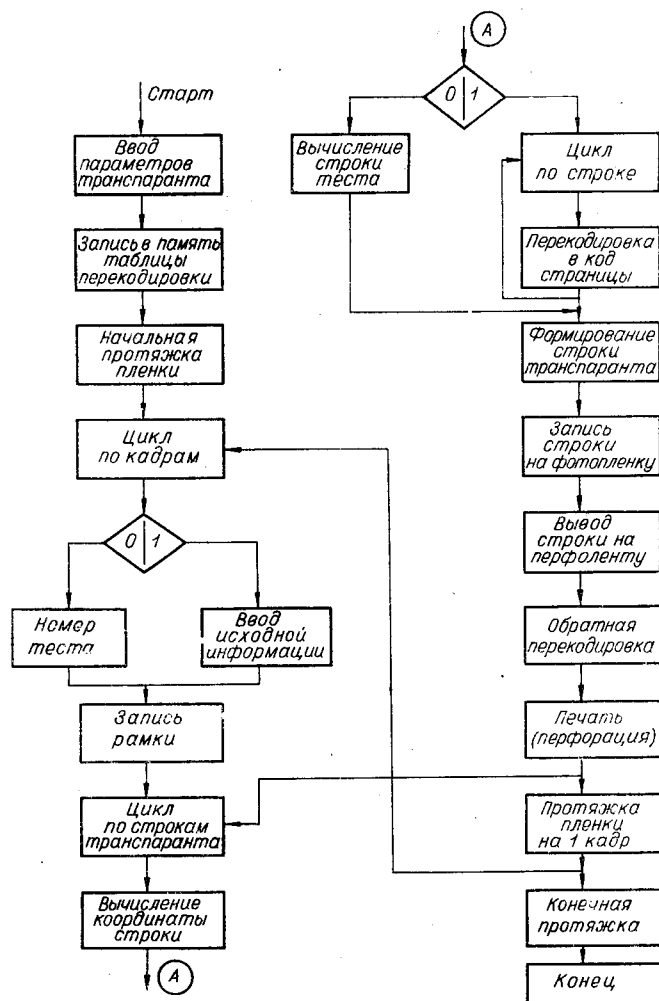 Старт
Ввод
параметров
транспаранта
Запись в память
таблицы
перекодировки
Начальная
протяжка
пленки
Цикл
по кадрам
0 1
Номер
теста
Ввод
исходной
информации
Запись
рамки
Цикл
по строкам
транспаранта
Вычисление
координаты
строки
А
А
0 1
Вычисление
строки
теста
Цикл
по строке
Перекодировка
в код
страницы
Формирование
строки
транспаранта
Запись
строки
на фотопленку
Вывод
строки на
перфоленту
Обратная
перекодировка
Печать
(перфорация)
Протяжка
пленки
на 1 кадр
Конечная
протяжка
Конец